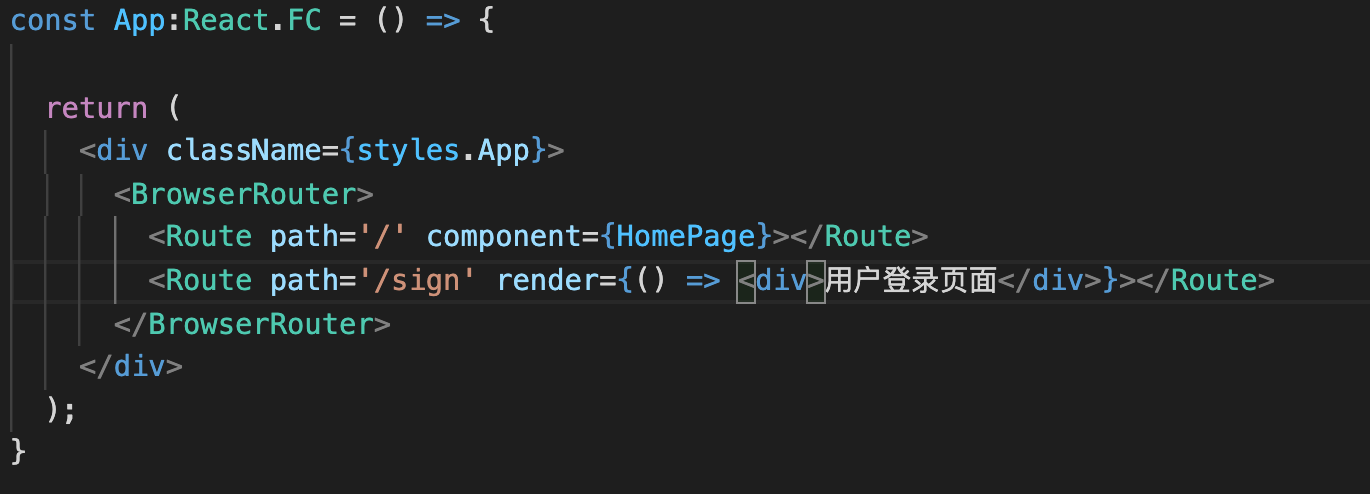 const App:React.FC = () => {
return (
<div className={styles.App}>
<BrowserRouter>
<Route path='/' component={HomePage}></Route>
<Route path='/sign' render={() => <div>用户登录页面</div>}></Route>
</BrowserRouter>
</div>
);
}